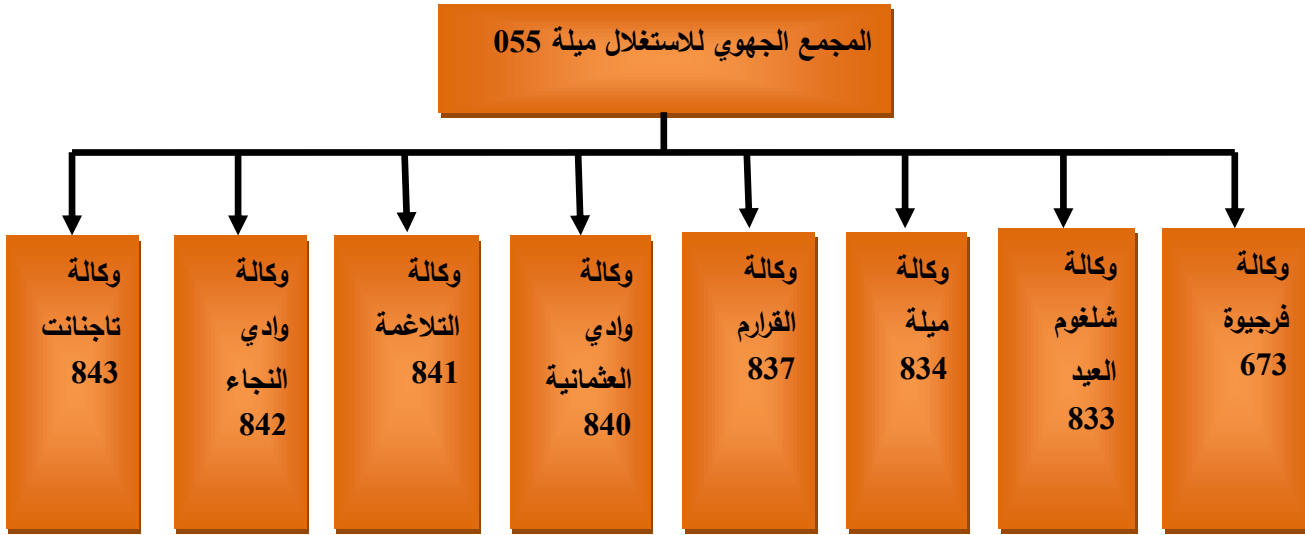 المجمع الجهوي للاستغلال ميلة 055
وكالة
فرجيوة
673
وكالة
شلغوم
العيد
833
وكالة
ميلة
834
وكالة
القرارم
837
وكالة
وادي
العثمانية
840
وكالة
التلاغمة
841
وكالة
وادي
النجاء
842
وكالة
تاجنانت
843